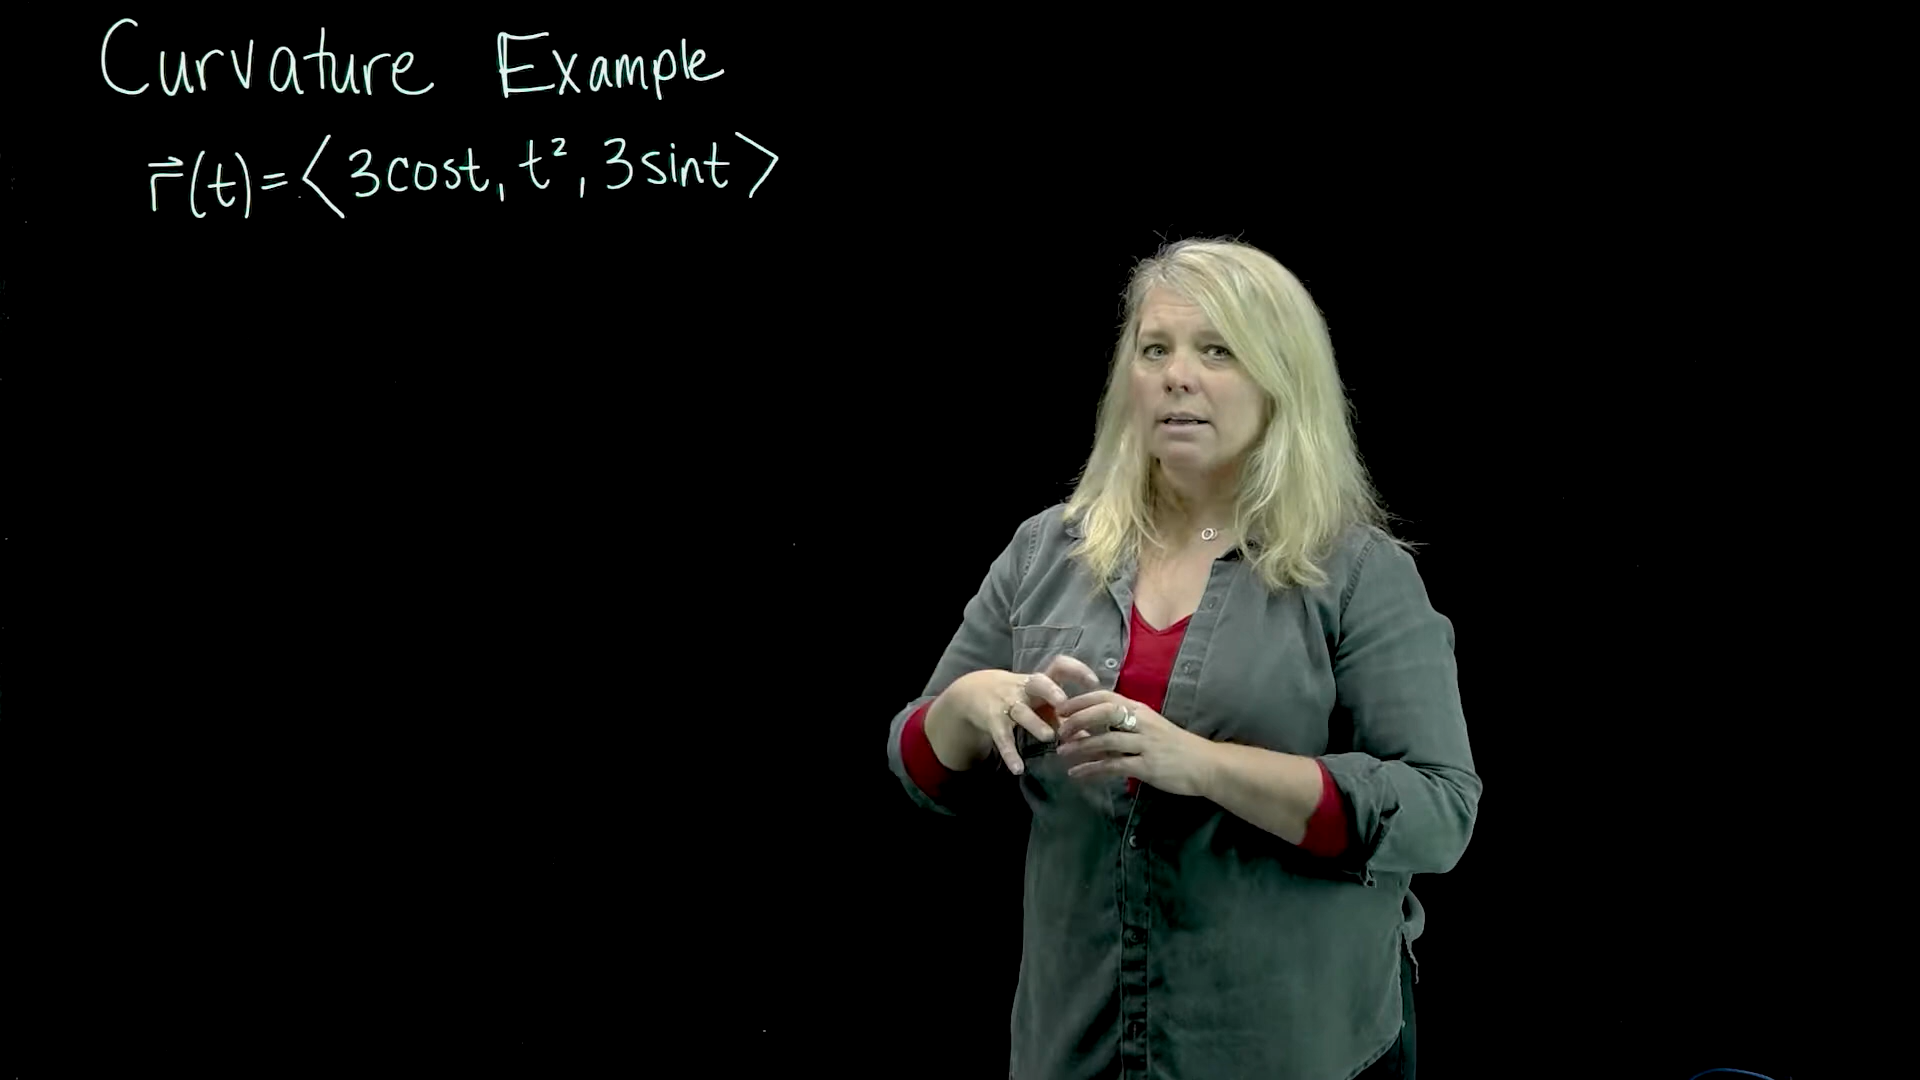 Curvature Example
r⃗(t)=⟨3cost, t², 3sint⟩